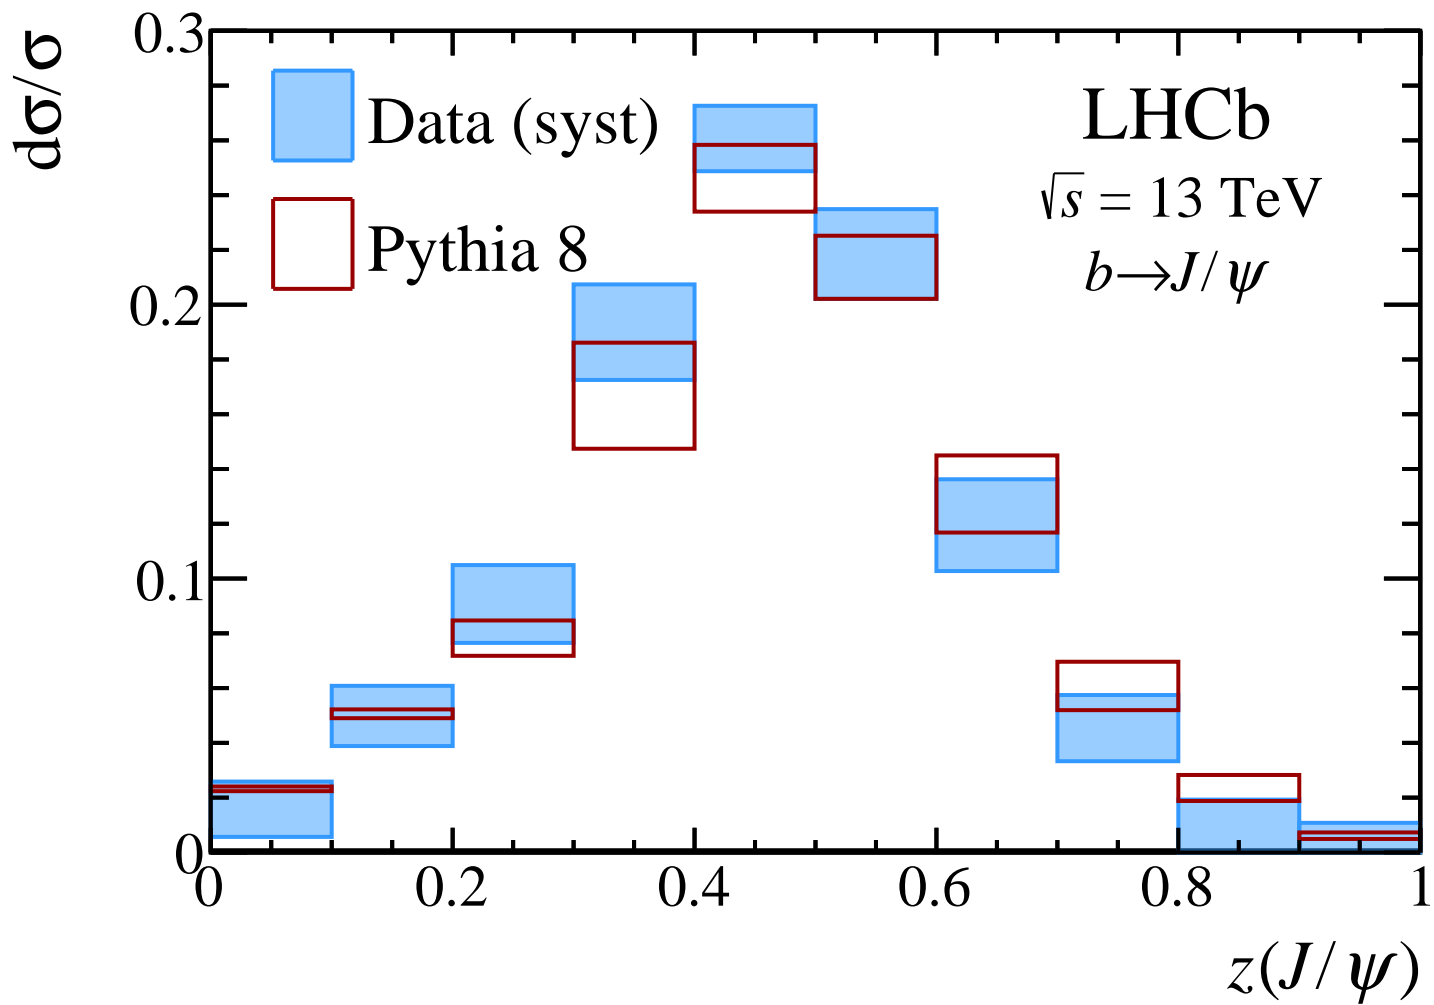 dσ/σ
0.3
0.2
0.1
0
Data (syst)
Pythia 8
LHCb
√s = 13 TeV
b→J/ψ
0 0.2 0.4 0.6 0.8 1
z(J/ψ)